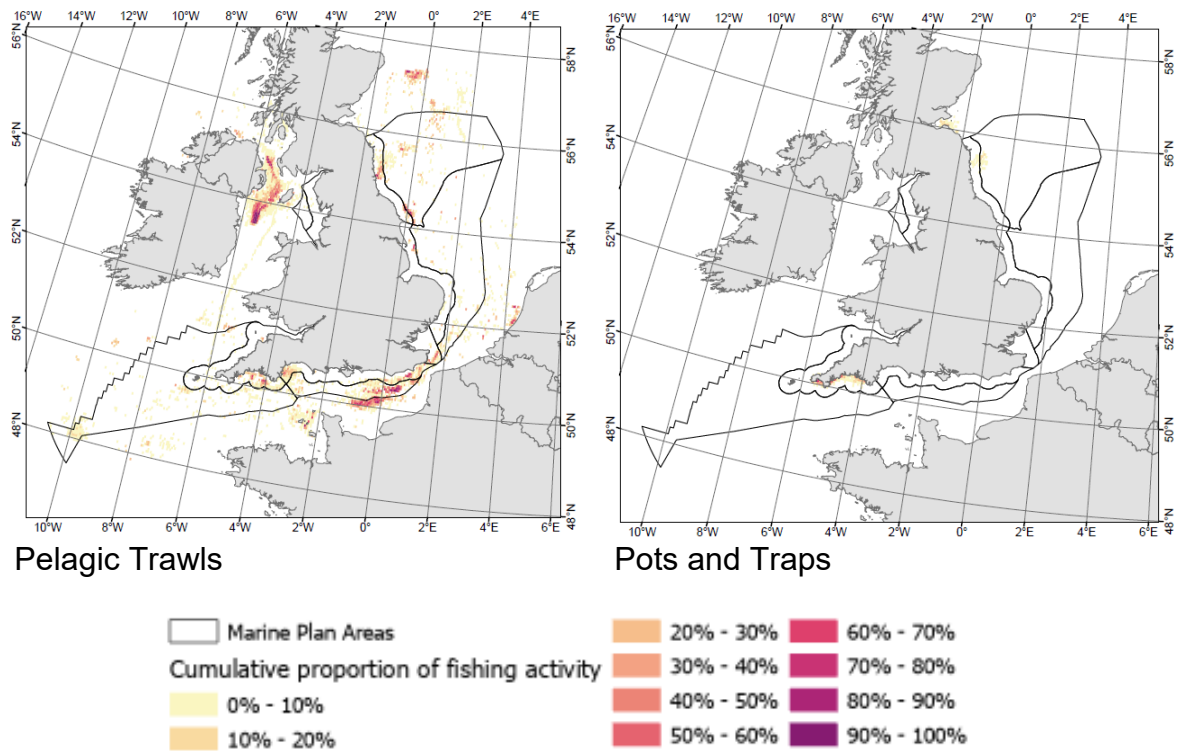 16°W 14°W 12°W 10°W 8°W 6°W 4°W 2°W 0° 2°E 4°E
56°N 58°N
54°N 56°N
52°N 54°N
50°N 52°N
48°N 50°N
48°N
10°W 8°W 6°W 4°W 2°W 0° 2°E 4°E 6°E
Pelagic Trawls
16°W 14°W 12°W 10°W 8°W 6°W 4°W 2°W 0° 2°E 4°E
56°N 58°N
54°N 56°N
52°N 54°N
50°N 52°N
48°N 50°N
48°N
10°W 8°W 6°W 4°W 2°W 0° 2°E 4°E 6°E
Pots and Traps
Marine Plan Areas
Cumulative proportion of fishing activity
0% - 10%
10% - 20%
20% - 30%
30% - 40%
40% - 50%
50% - 60%
60% - 70%
70% - 80%
80% - 90%
90% - 100%